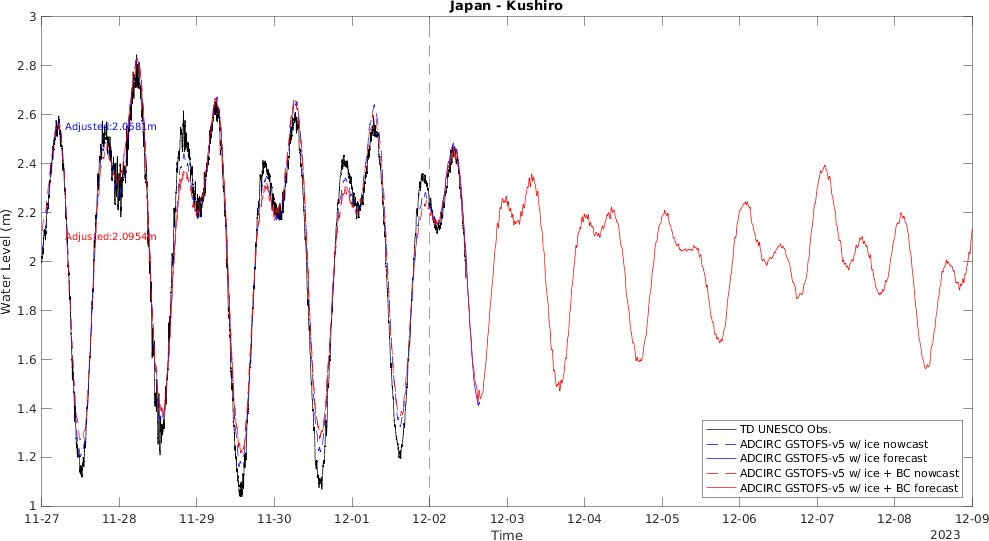 Japan - Kushiro
3
2.8
2.6
2.4
2.2
2
1.8
1.6
1.4
1.2
1
Water Level (m)
Adjusted:2.0681m
Adjusted:2.0954m
TD UNESCO Obs.
ADCIRC GSTOFS-v5 w/ ice nowcast
ADCIRC GSTOFS-v5 w/ ice forecast
ADCIRC GSTOFS-v5 w/ ice + BC nowcast
ADCIRC GSTOFS-v5 w/ ice + BC forecast
11-27 11-28 11-29 11-30 12-01 12-02 12-03 12-04 12-05 12-06 12-07 12-08 12-09
Time
2023